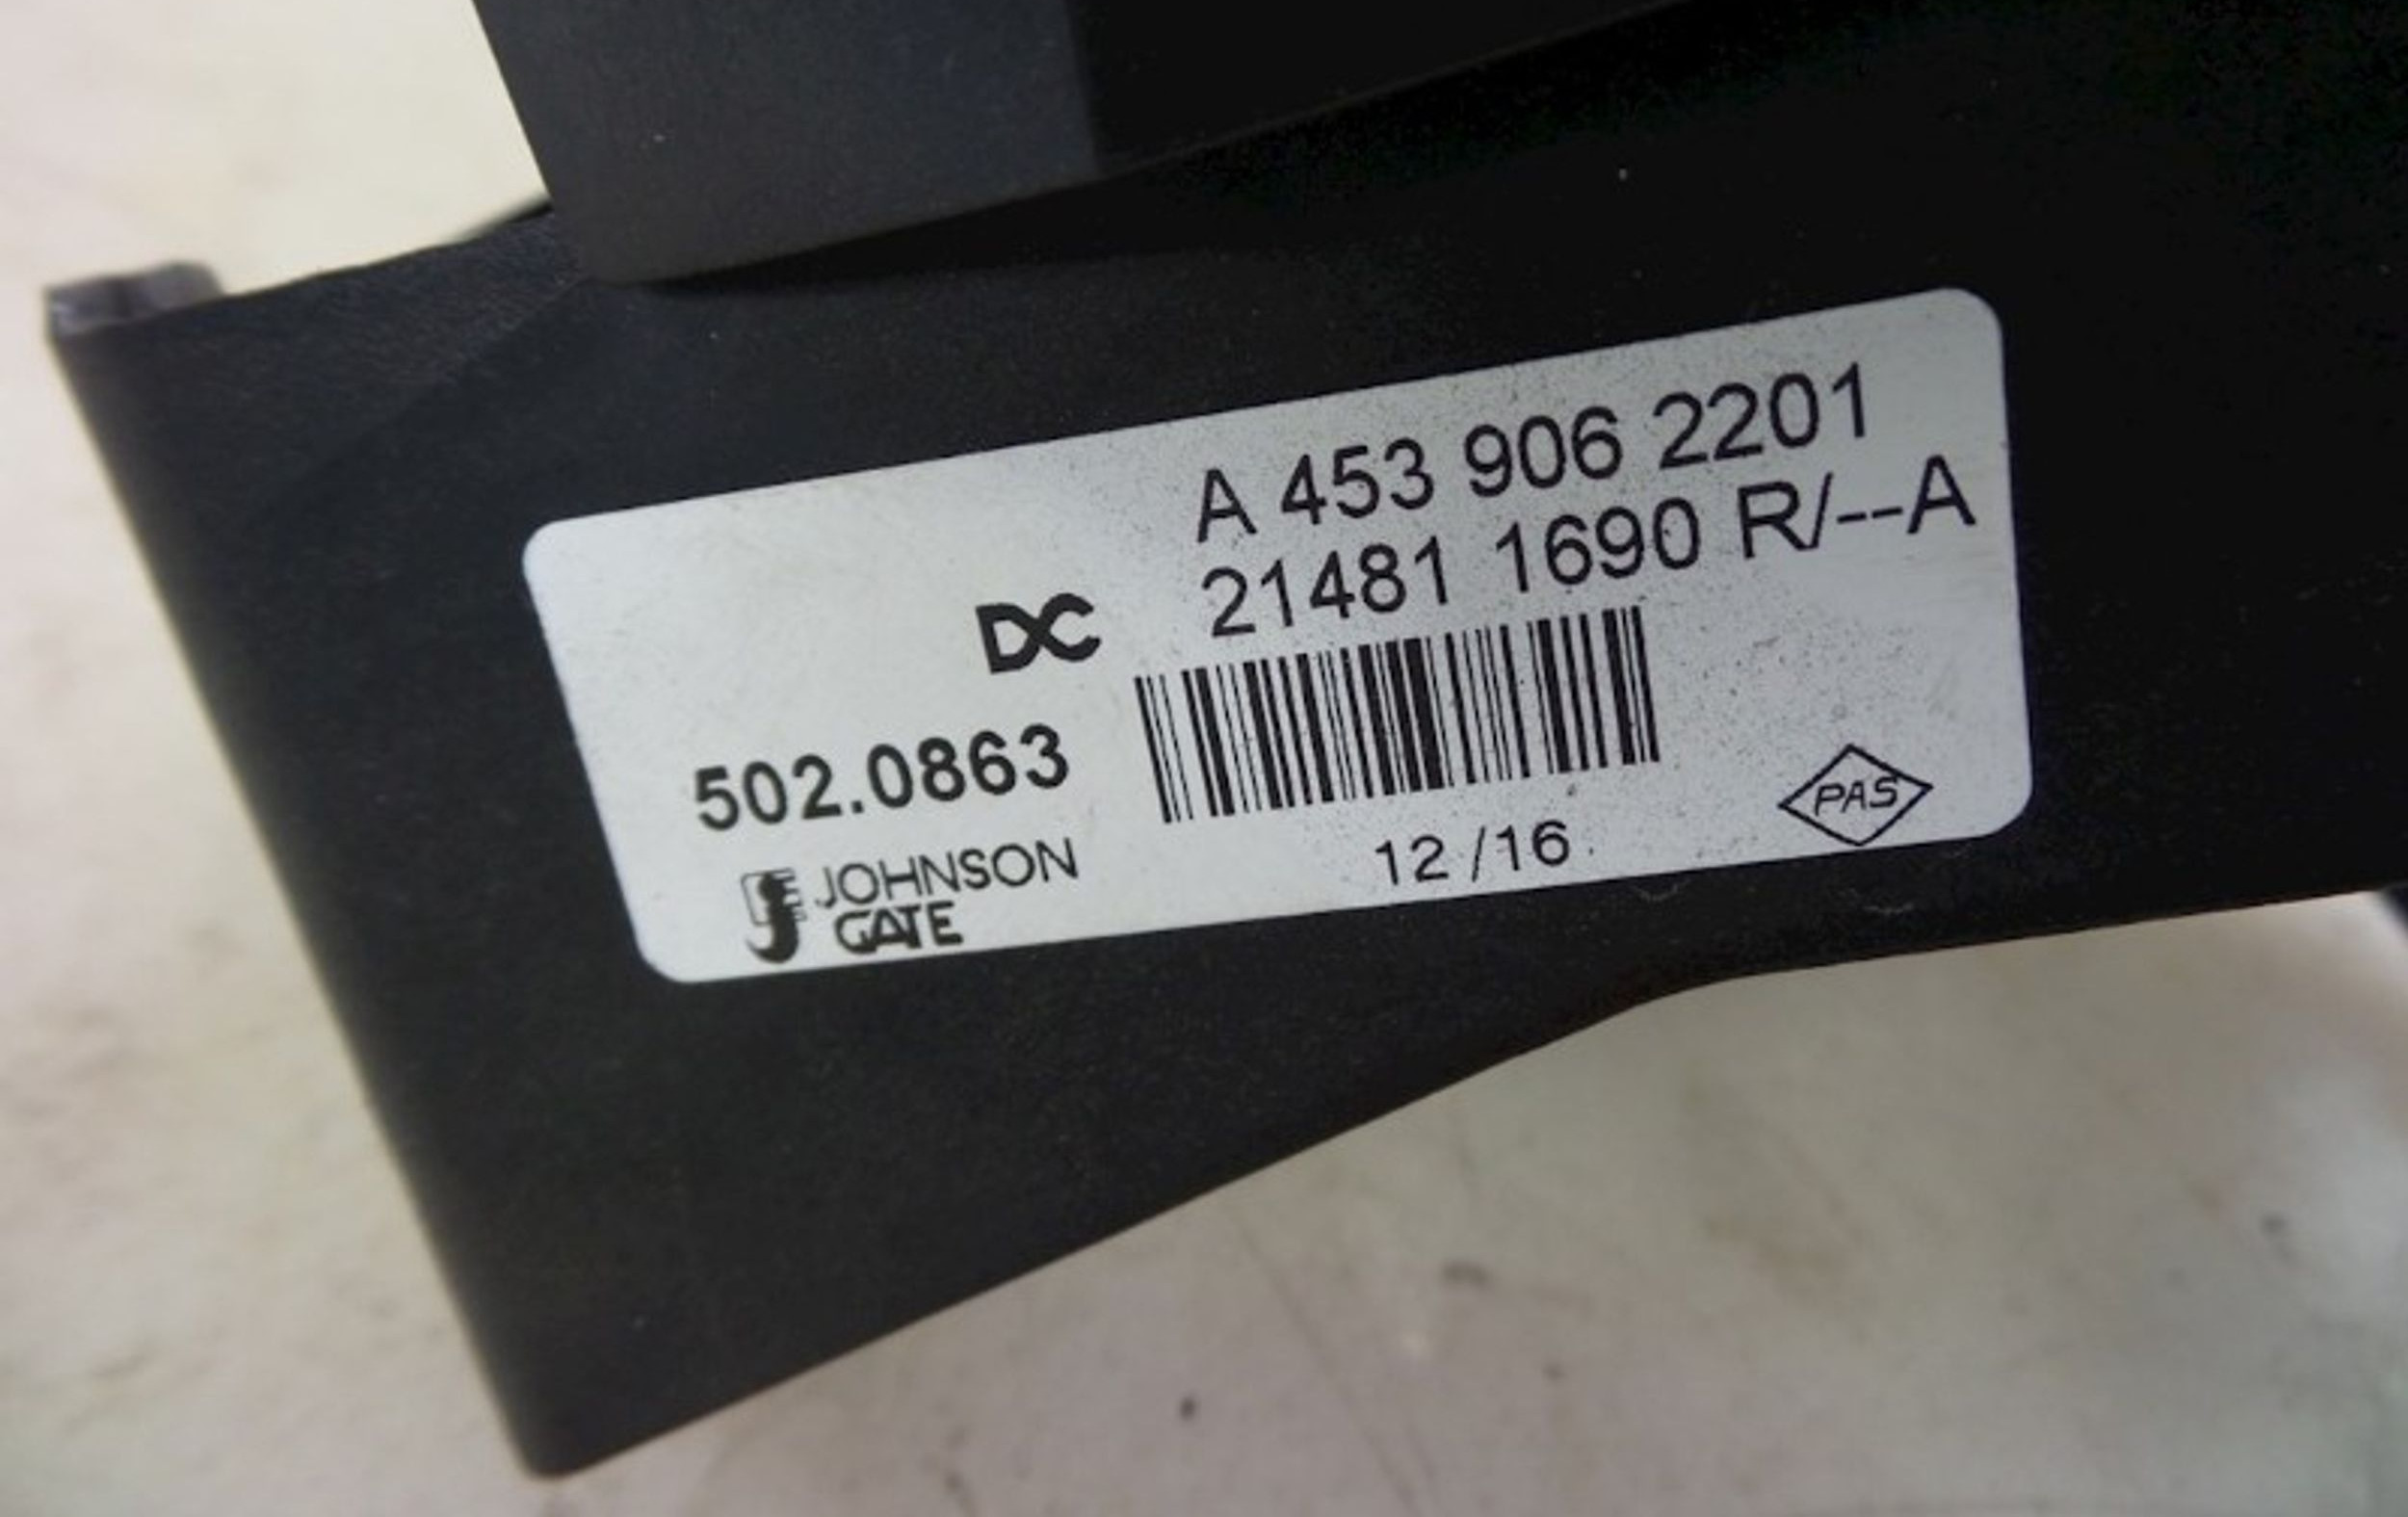 A 453 906 2201
21481 1690 R/--A
DC
502.0863
JOHNSON
GATE
12 /16
PAS